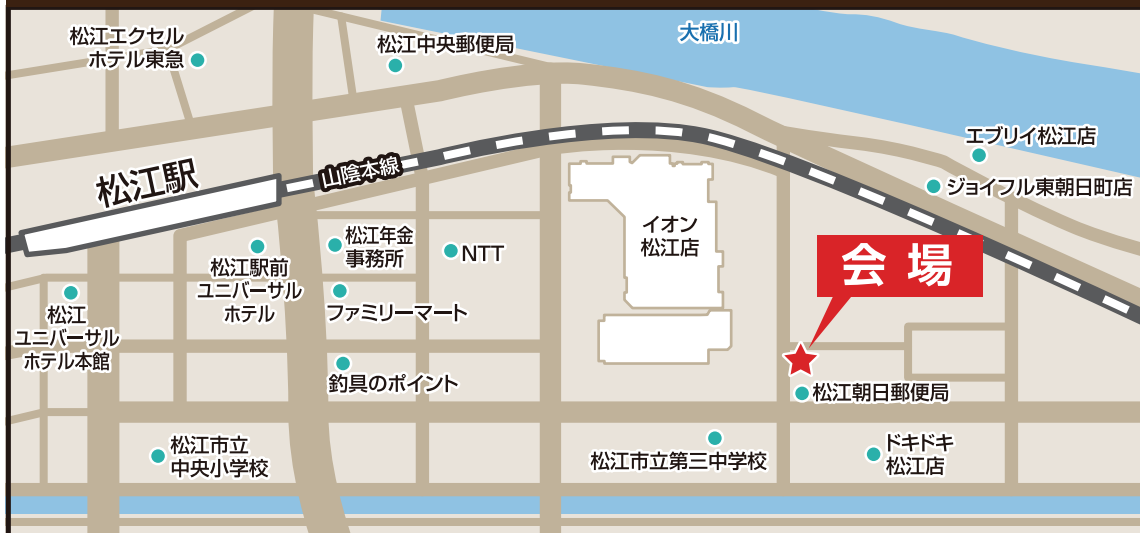 松江エクセル
ホテル東急
松江中央郵便局
大橋川
エブリイ松江店
ジョイフル東朝日町店
松江駅
山陰本線
イオン
松江店
会場
松江年金
事務所
NTT
松江駅前
ユニバーサル
ホテル
ファミリーマート
松江
ユニバーサル
ホテル本館
釣具のポイント
松江朝日郵便局
松江市立
中央小学校
松江市立第三中学校
ドキドキ
松江店